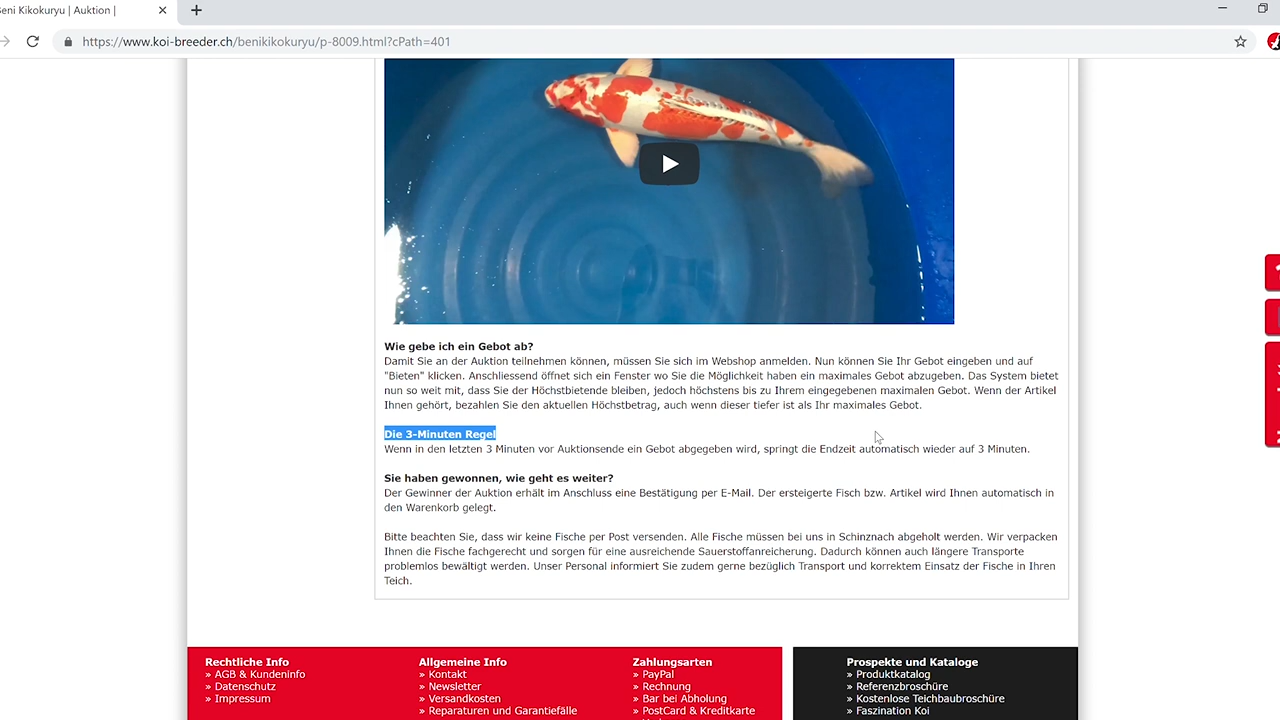 Beni Kikokuryu | Auktion |
https://www.koi-breeder.ch/benikikokuryu/p-8009.html?cPath=401
Wie gebe ich ein Gebot ab?
Damit Sie an der Auktion teilnehmen können, müssen Sie sich im Webshop anmelden. Nun können Sie Ihr Gebot eingeben und auf
"Bieten" klicken. Anschliessend öffnet sich ein Fenster wo Sie die Möglichkeit haben ein maximales Gebot abzugeben. Das System bietet
nun so weit mit, dass Sie der Höchstbietende bleiben, jedoch höchstens bis zu Ihrem eingegebenen maximalen Gebot. Wenn der Artikel
Ihnen gehört, bezahlen Sie den aktuellen Höchstbetrag, auch wenn dieser tiefer ist als Ihr maximales Gebot.
Die 3-Minuten Regel
Wenn in den letzten 3 Minuten vor Auktionsende ein Gebot abgegeben wird, springt die Endzeit automatisch wieder auf 3 Minuten.
Sie haben gewonnen, wie geht es weiter?
Der Gewinner der Auktion erhält im Anschluss eine Bestätigung per E-Mail. Der ersteigerte Fisch bzw. Artikel wird Ihnen automatisch in
den Warenkorb gelegt.
Bitte beachten Sie, dass wir keine Fische per Post versenden. Alle Fische müssen bei uns in Schinznach abgeholt werden. Wir verpacken
Ihnen die Fische fachgerecht und sorgen für eine ausreichende Sauerstoffanreicherung. Dadurch können auch längere Transporte
problemlos bewältigt werden. Unser Personal informiert Sie zudem gerne bezüglich Transport und korrektem Einsatz der Fische in Ihren
Teich.
Rechtliche Info
» AGB & Kundeninfo
» Datenschutz
» Impressum
Allgemeine Info
» Kontakt
» Newsletter
» Versandkosten
» Reparaturen und Garantiefälle
Zahlungsarten
» PayPal
» Rechnung
» Bar bei Abholung
» PostCard & Kreditkarte
Prospekte und Kataloge
» Produktkatalog
» Referenzbroschüre
» Kostenlose Teichbaubroschüre
» Faszination Koi